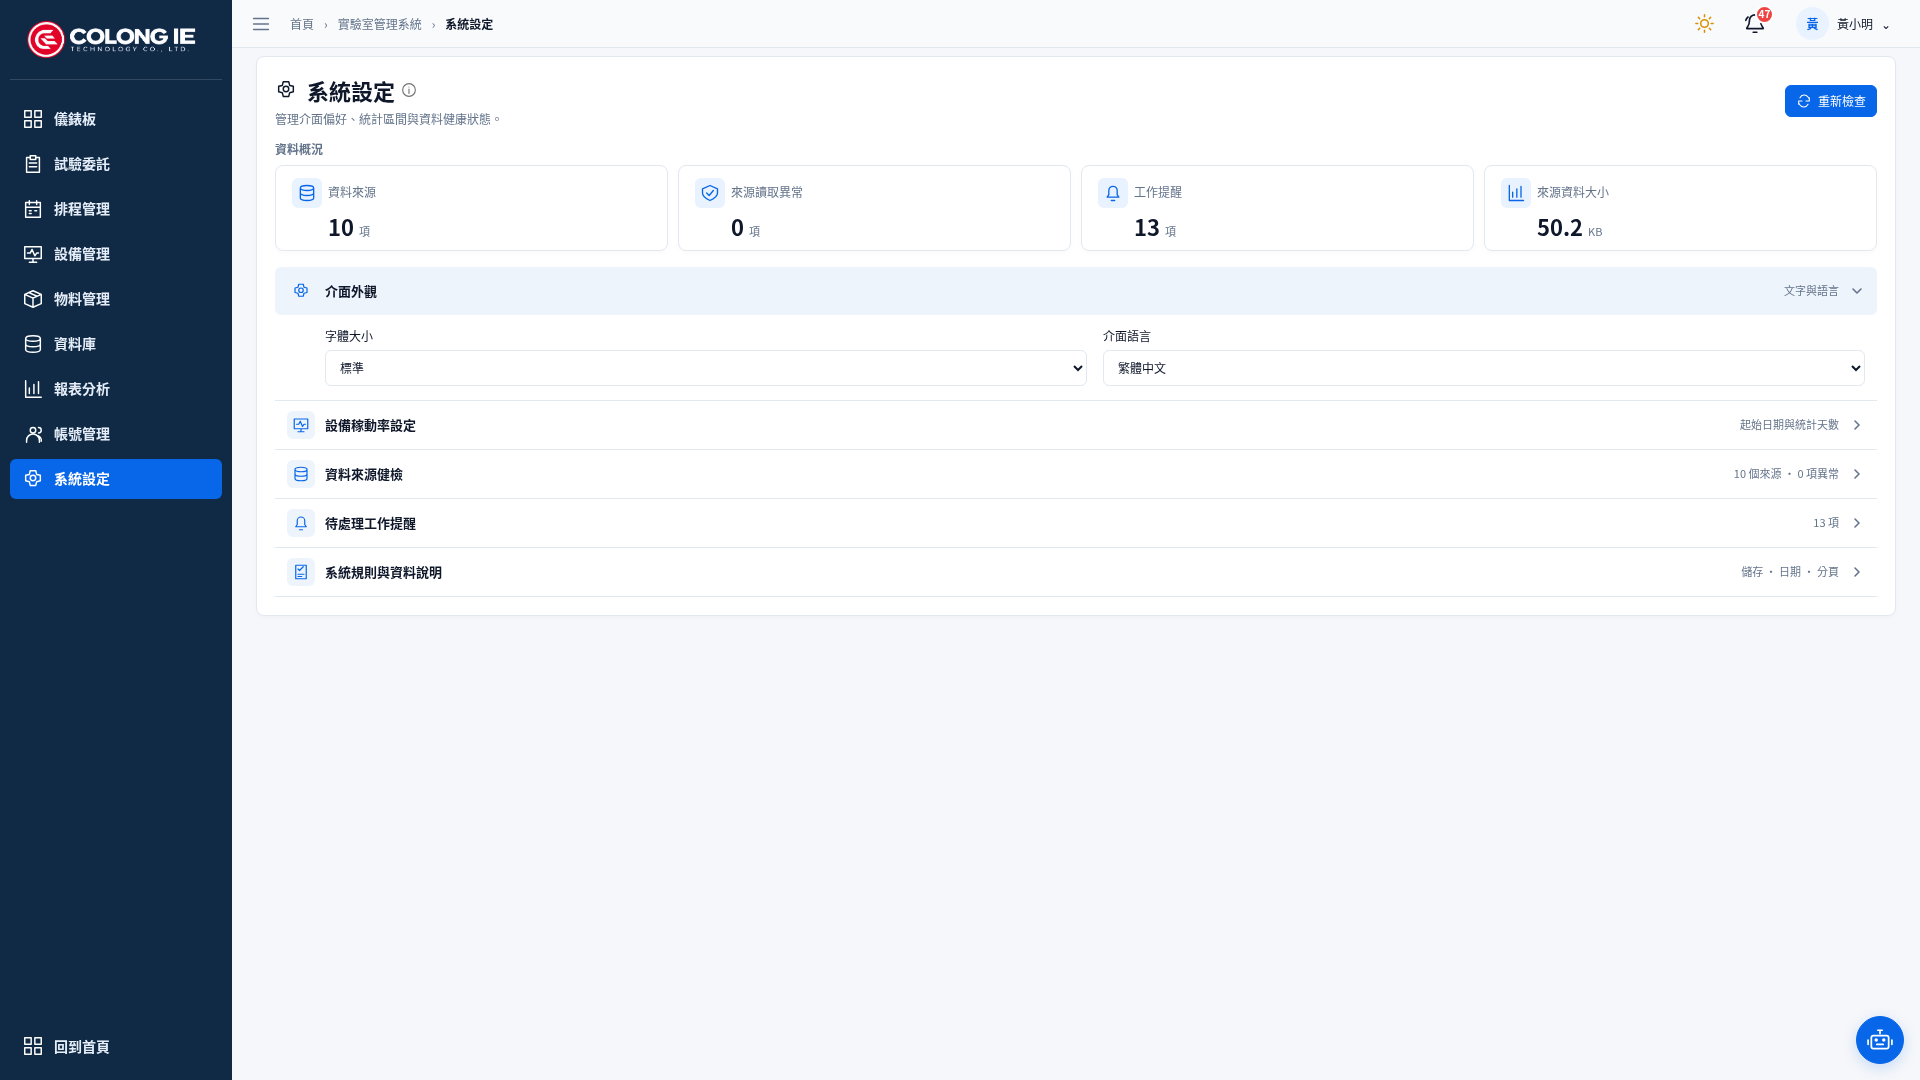 COLONG IE
TECHNOLOGY CO., LTD.
儀錶板
試驗委託
排程管理
設備管理
物料管理
資料庫
報表分析
帳號管理
系統設定
回到首頁
首頁 › 實驗室管理系統 › 系統設定
47
黃 黃小明
系統設定
管理介面偏好、統計區間與資料健康狀態。
重新檢查
資料概況
資料來源
10 項
來源讀取異常
0 項
工作提醒
13 項
來源資料大小
50.2 KB
介面外觀
文字與語言
字體大小
標準
介面語言
繁體中文
設備稼動率設定
起始日期與統計天數
資料來源健檢
10 個來源 · 0 項異常
待處理工作提醒
13 項
系統規則與資料說明
儲存 · 日期 · 分頁